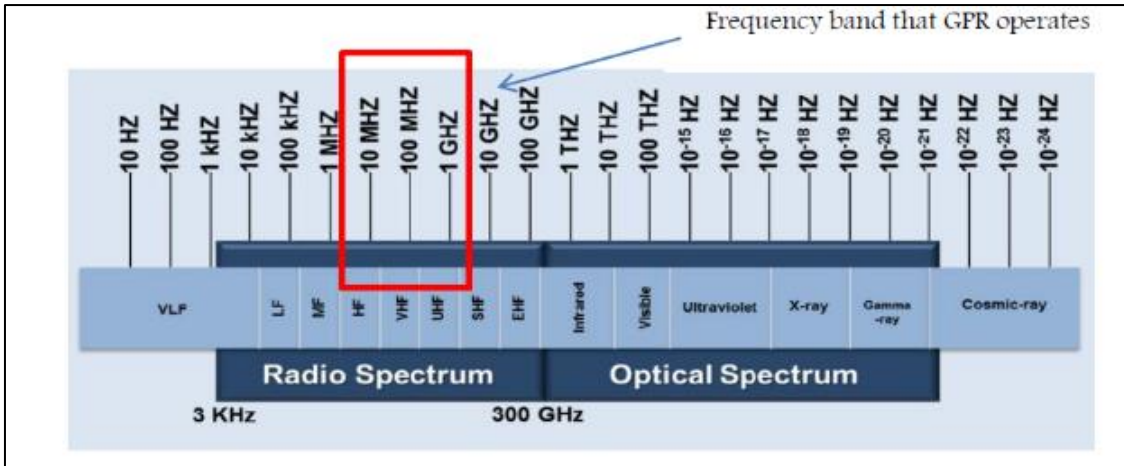 Frequency band that GPR operates
10 HZ
100 HZ
1 kHZ
10 kHZ
100 kHZ
1 MHZ
10 MHZ
100 MHZ
1 GHZ
10 GHZ
100 GHZ
1 THZ
10 THZ
100 THZ
10-15 HZ
10-16 HZ
10-17 HZ
10-18 HZ
10-19 HZ
10-20 HZ
10-21 HZ
10-22 HZ
10-23 HZ
10-24 HZ
VLF
LF
MF
HF
VHF
UHF
SHF
EHF
Infrared
Visible
Ultraviolet
X-ray
Gamma
-ray
Cosmic-ray
Radio Spectrum
Optical Spectrum
3 KHz
300 GHz